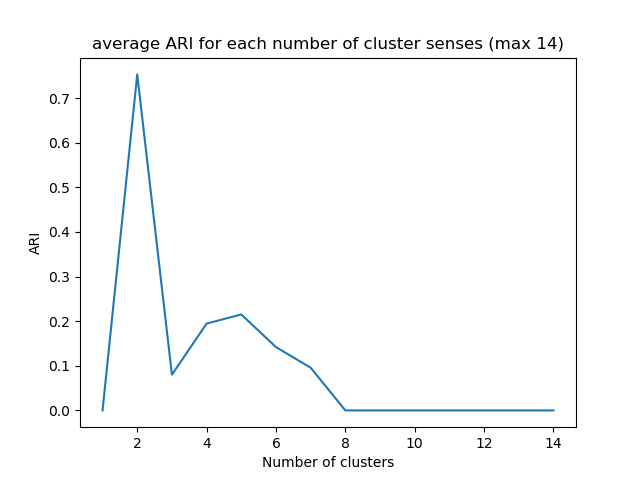 average ARI for each number of cluster senses (max 14)
0.7
0.6
0.5
0.4
0.3
0.2
0.1
0.0
ARI
2 4 6 8 10 12 14
Number of clusters